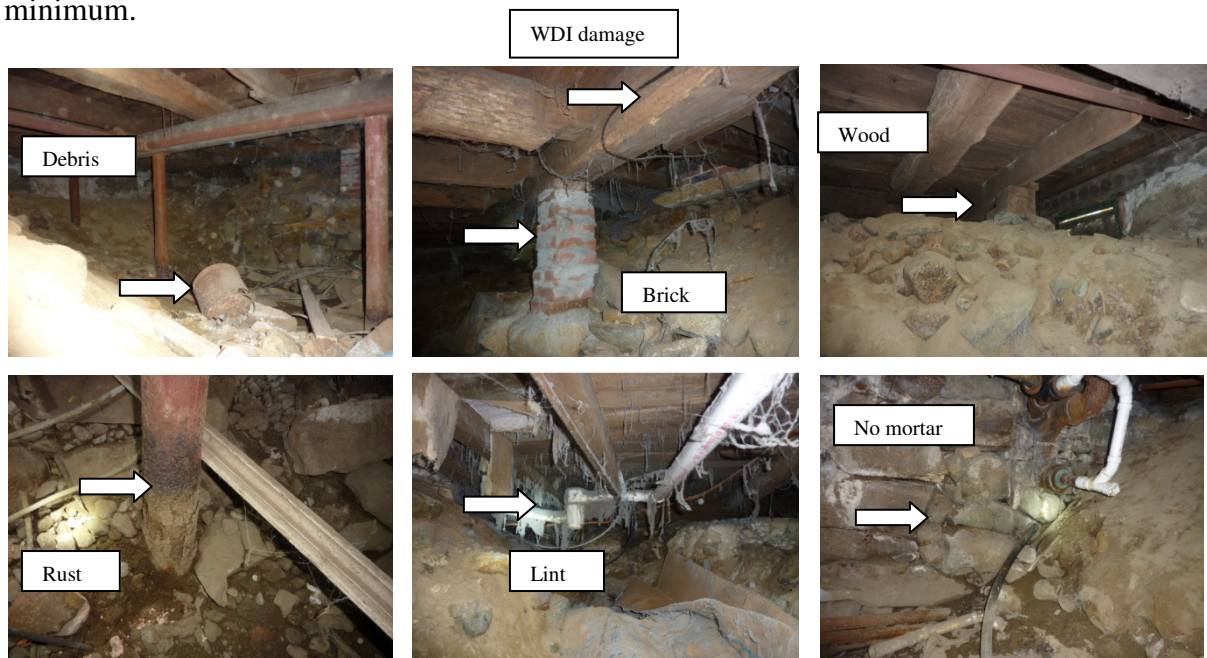 minimum.
WDI damage
Debris
Brick
Wood
Rust
Lint
No mortar